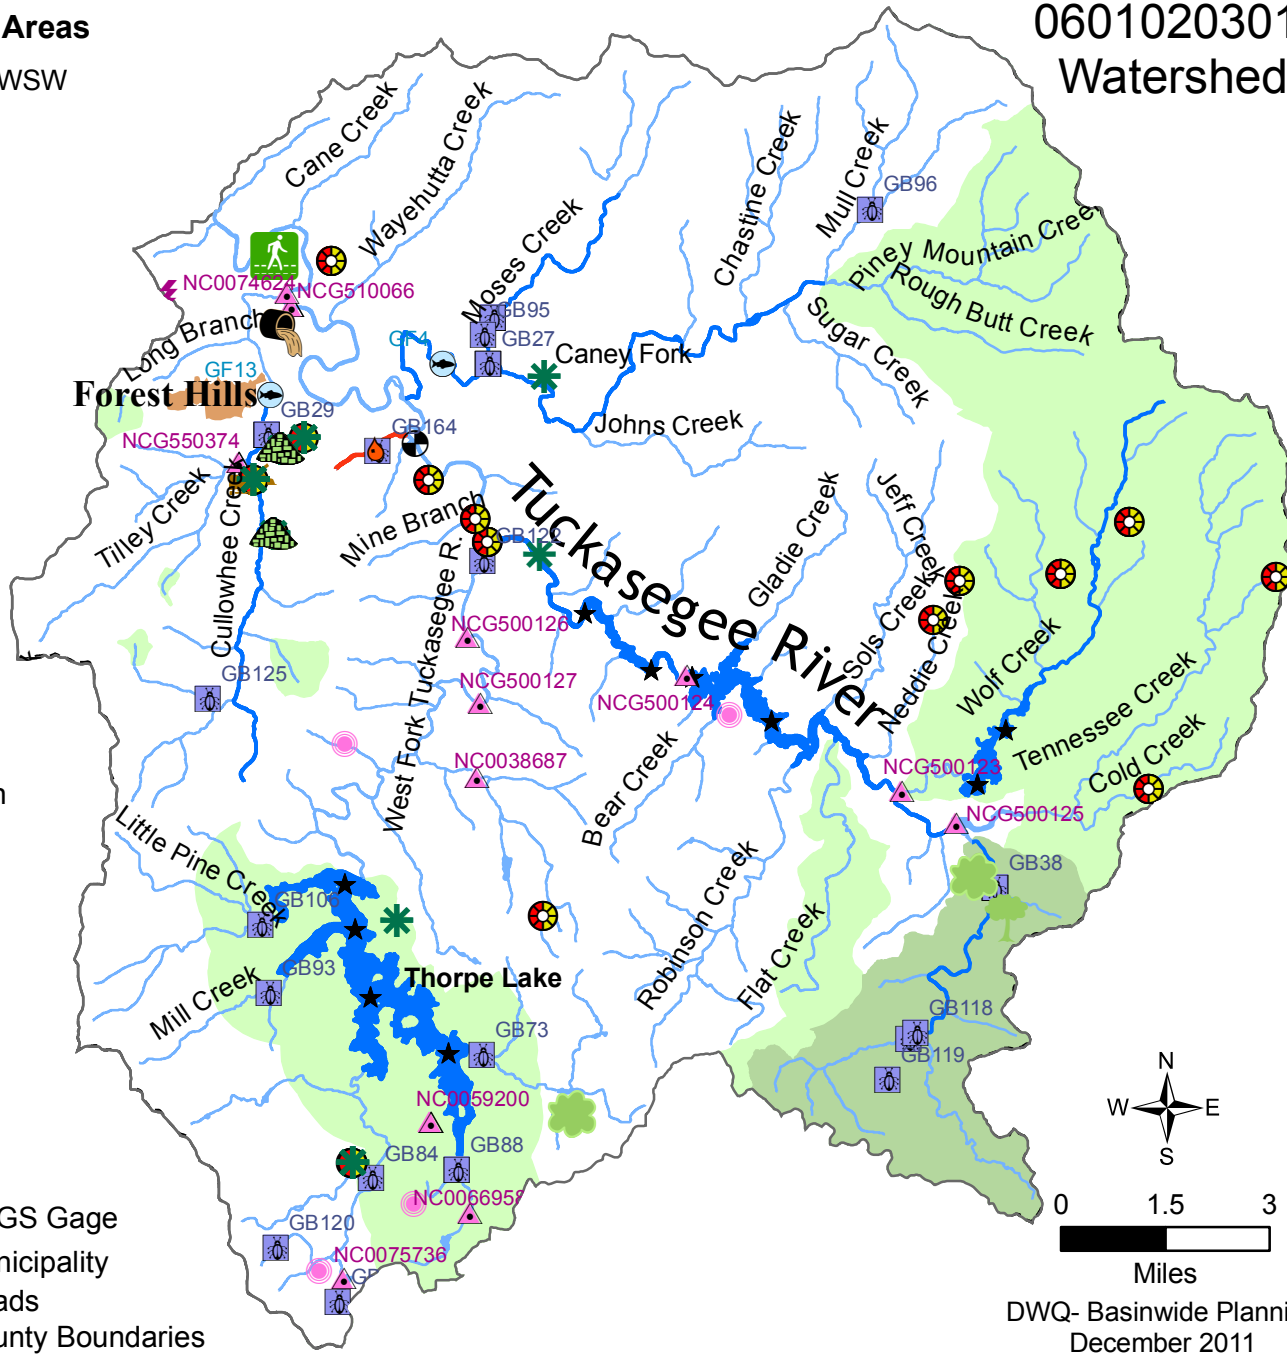 Areas
WSW
0601020301
Watershed
Cane Creek
Wayehutta Creek
Moses Creek
Chastine Creek
Mull Creek
GB96
Piney Mountain Creek
Rough Butt Creek
Sugar Creek
NC0074624
NCG510066
Long Branch
GB95
GB27
GF4
Caney Fork
GF13
Forest Hills
GB29
GB164
Johns Creek
NCG550374
Tilley Creek
Cullowhee Creek
Mine Branch
GB122
Tuckasegee River
Gladie Creek
Jeff Creek
Sols Creek
Neddie Creek
Wolf Creek
Tennessee Creek
Cold Creek
West Fork Tuckasegee R.
NCG500126
NCG500127
NCG500124
GB125
NC0038687
Bear Creek
NCG500123
NCG500125
Little Pine Creek
GB38
Robinson Creek
Flat Creek
Mill Creek
GB93
Thorpe Lake
GB73
GB118
GB119
NC0059200
GB84
GB88
NC0066958
GB120
NC0075736
N
W
E
S
0 1.5 3
Miles
DWQ- Basinwide Planni
December 2011
GS Gage
nicipality
ads
unty Boundaries
n